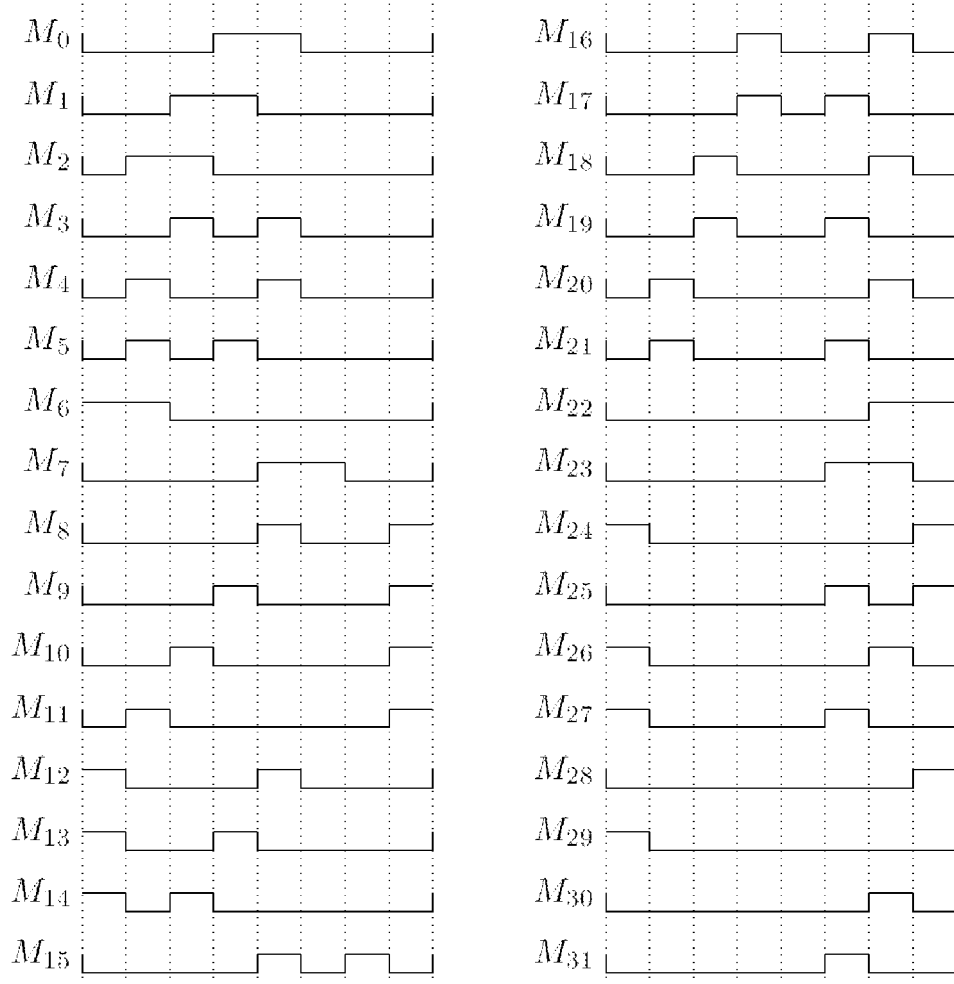 M₀ M₁₆
M₁ M₁₇
M₂ M₁₈
M₃ M₁₉
M₄ M₂₀
M₅ M₂₁
M₆ M₂₂
M₇ M₂₃
M₈ M₂₄
M₉ M₂₅
M₁₀ M₂₆
M₁₁ M₂₇
M₁₂ M₂₈
M₁₃ M₂₉
M₁₄ M₃₀
M₁₅ M₃₁